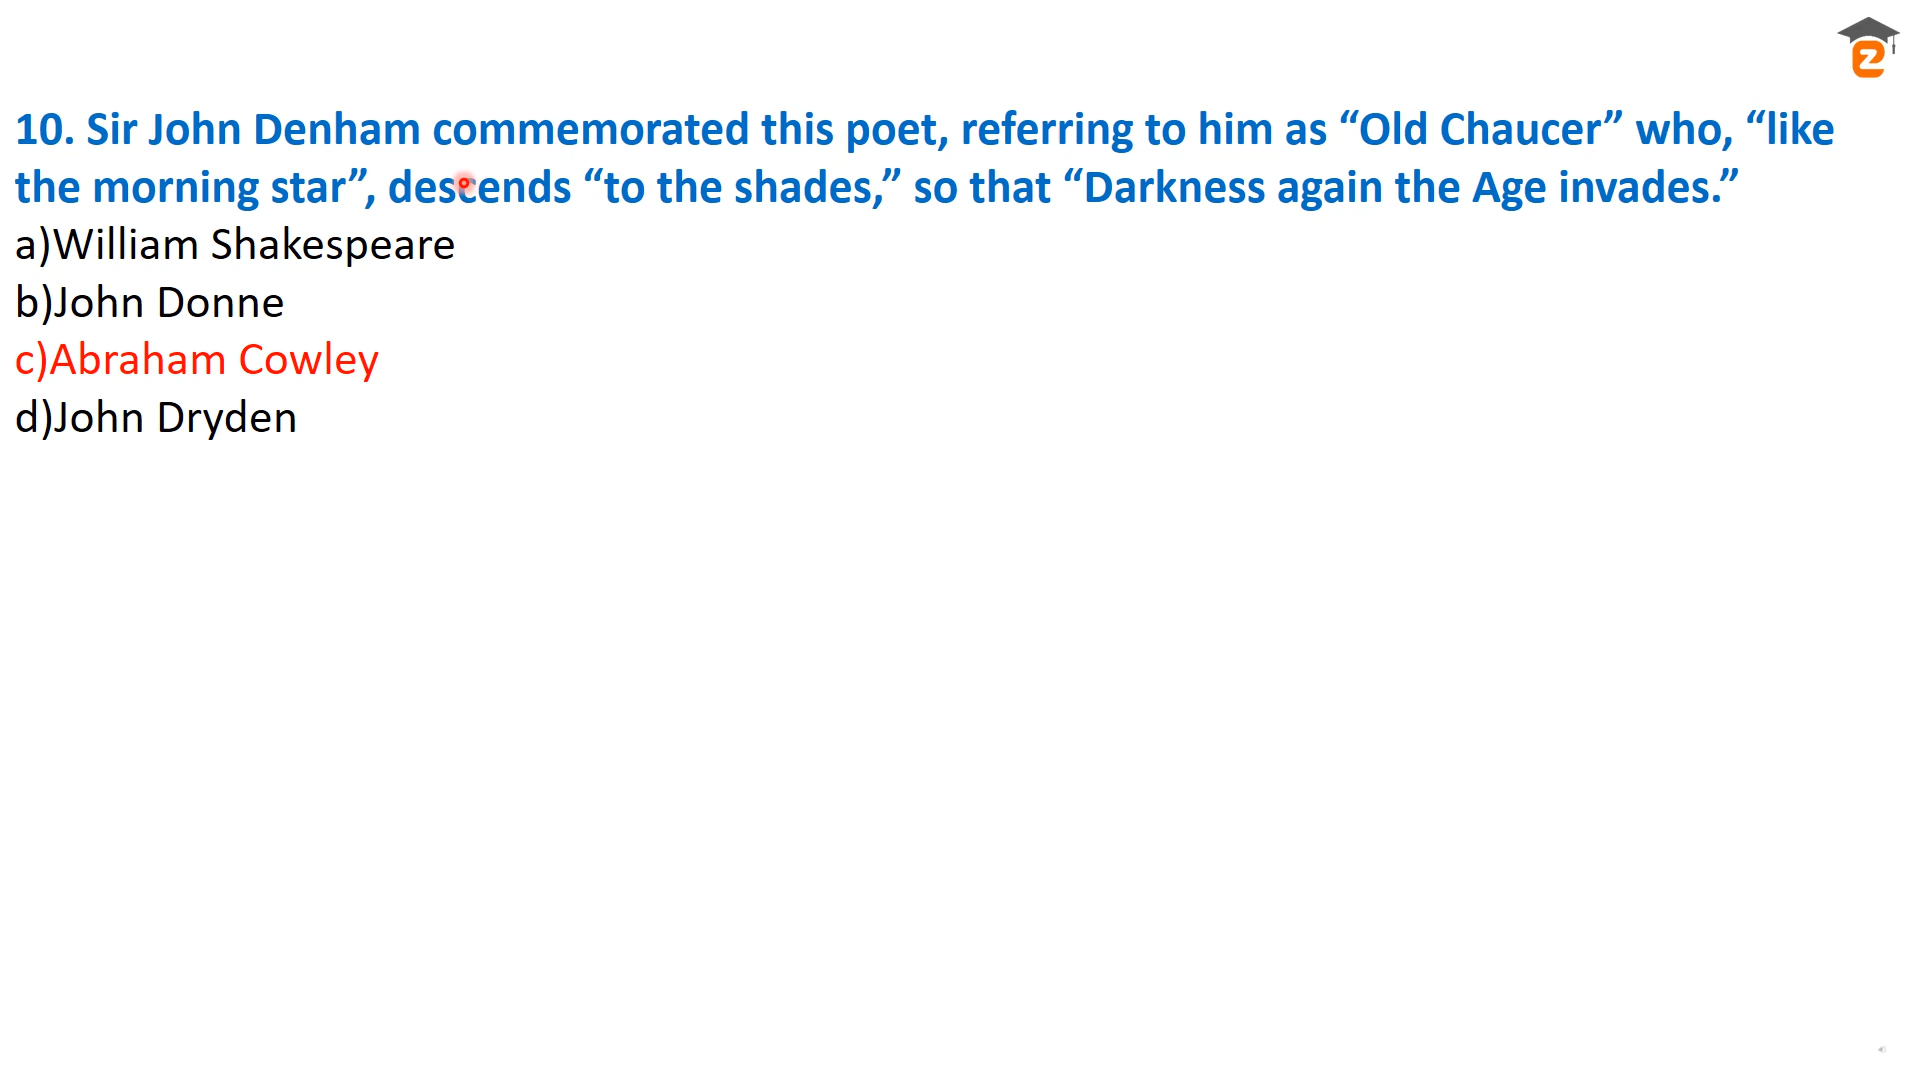 10. Sir John Denham commemorated this poet, referring to him as “Old Chaucer” who, “like
the morning star”, descends “to the shades,” so that “Darkness again the Age invades.”
a)William Shakespeare
b)John Donne
c)Abraham Cowley
d)John Dryden